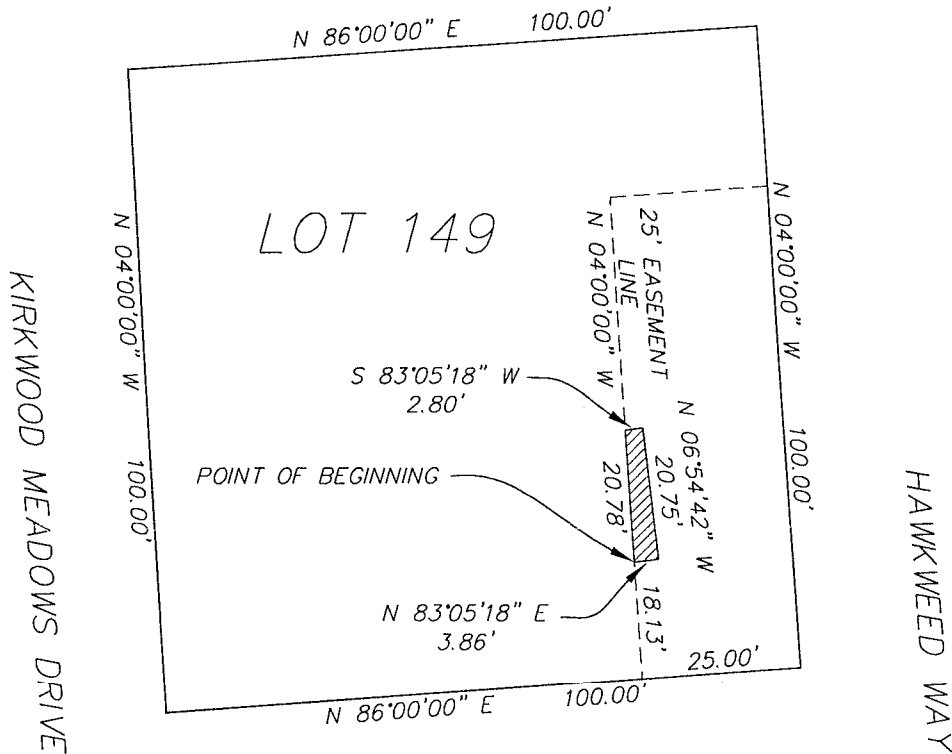 N 86°00'00" E 100.00'
LOT 149
N 04°00'00" W
100.00'
KIRKWOOD MEADOWS DRIVE
25' EASEMENT
LINE
N 04°00'00" W
N 04°00'00" W
100.00'
S 83°05'18" W
2.80'
N 06°54'42" W
20.75'
20.78'
POINT OF BEGINNING
N 83°05'18" E
3.86'
18.13'
25.00'
N 86°00'00" E 100.00'
HAWKWEED WAY